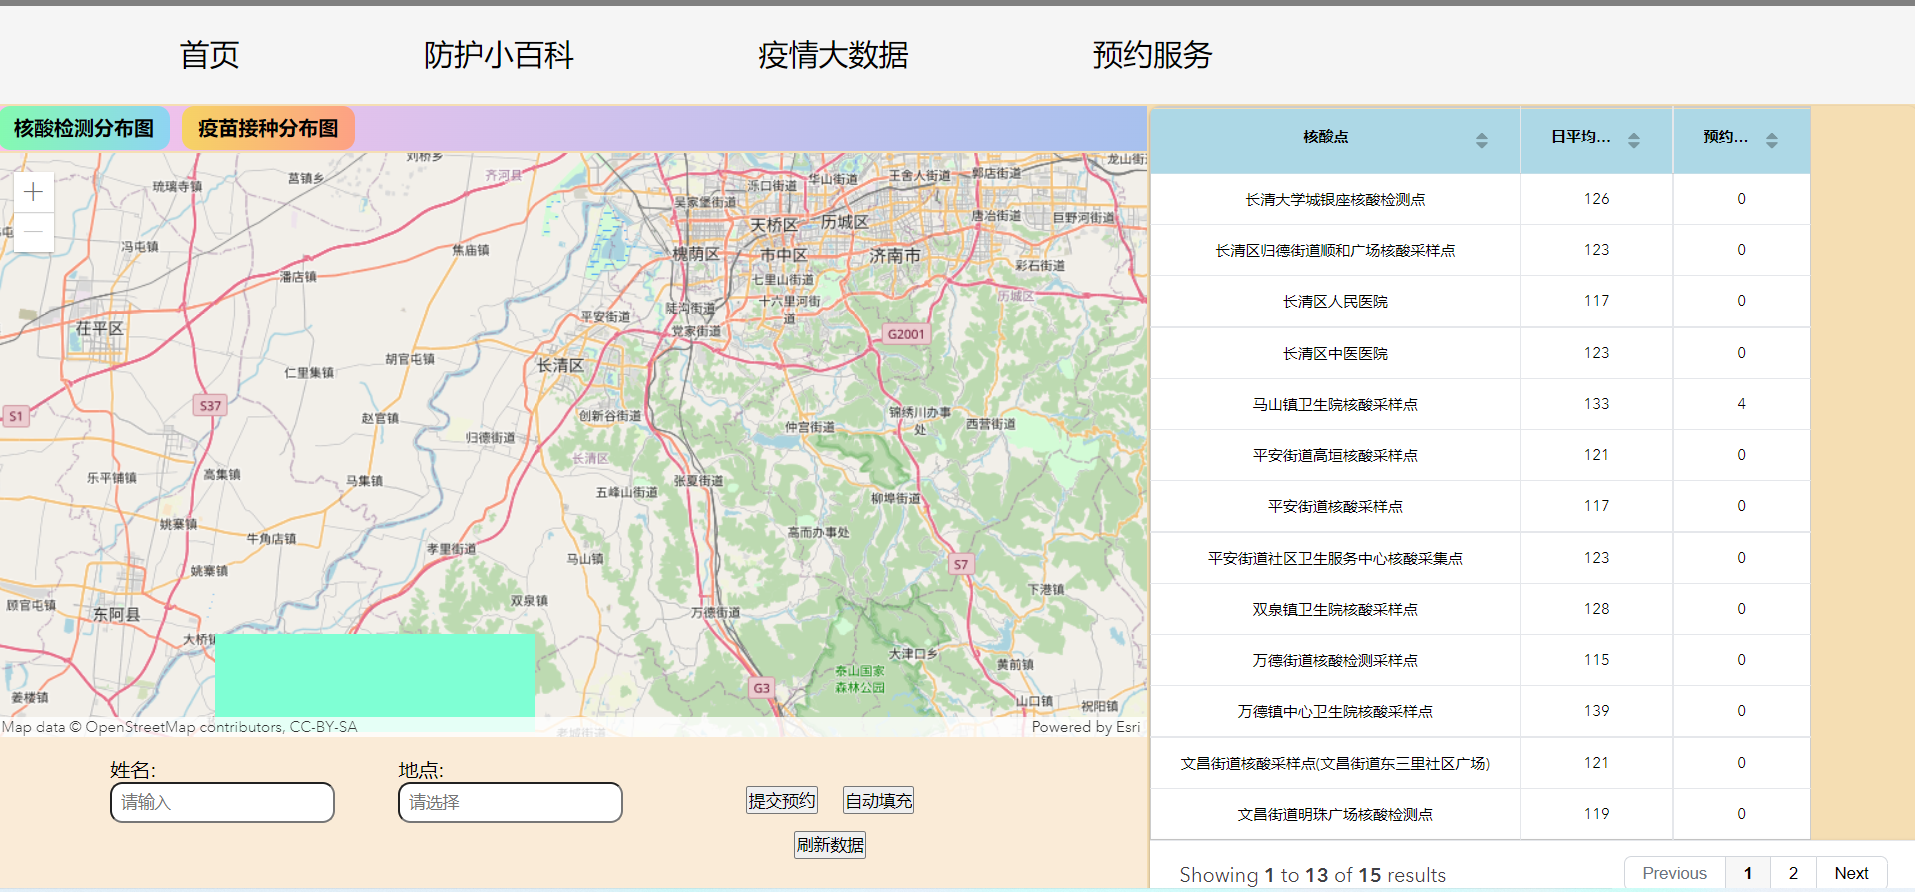 首页 防护小百科 疫情大数据 预约服务
核酸检测分布图 疫苗接种分布图
刘桥乡
龙山街
琉璃寺镇
莒镇乡
齐河县
泺口街道
华山街道
王舍人街道
郭店街道
吴家堡街道
天桥区
历城区
唐冶街道
巨野河街道
冯屯镇
焦庙镇
槐荫区
市中区
济南市
潘店镇
七里山街道
彩石街道
十六里河街道
历城区
陡沟街道
平安街道
党家街道
茌平区
G2001
胡官屯镇
长清区
仁里集镇
S37
S1
赵官镇
创新谷街道
锦绣川办事处
仲宫街道
西营街道
归德街道
长清区
乐平铺镇
高集镇
马集镇
张夏街道
五峰山街道
柳埠街道
姚寨镇
牛角店镇
高而办事处
孝里街道
马山镇
S7
姚寨镇
下港镇
顾官屯镇
东阿县
双泉镇
万德街道
大桥镇
大津口乡
黄前镇
泰山国家
森林公园
G3
姜楼镇
山口镇
祝阳镇
老城街道
Map data © OpenStreetMap contributors, CC-BY-SA
Powered by Esri
姓名: 地点:
请输入 请选择 提交预约 自动填充
刷新数据
核酸点 日平均... 预约...
长清大学城银座核酸检测点 126 0
长清区归德街道顺和广场核酸采样点 123 0
长清区人民医院 117 0
长清区中医医院 123 0
马山镇卫生院核酸采样点 133 4
平安街道高垣核酸采样点 121 0
平安街道核酸采样点 117 0
平安街道社区卫生服务中心核酸采集点 123 0
双泉镇卫生院核酸采样点 128 0
万德街道核酸检测采样点 115 0
万德镇中心卫生院核酸采样点 139 0
文昌街道核酸采样点(文昌街道东三里社区广场) 121 0
文昌街道明珠广场核酸检测点 119 0
Showing 1 to 13 of 15 results
Previous 1 2 Next